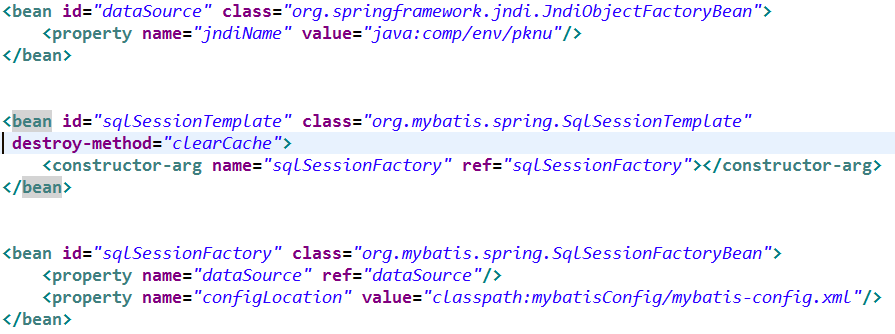 <bean id="dataSource" class="org.springframework.jndi.JndiObjectFactoryBean">
<property name="jndiName" value="java:comp/env/pknu"/>
</bean>
<bean id="sqlSessionTemplate" class="org.mybatis.spring.SqlSessionTemplate"
destroy-method="clearCache">
<constructor-arg name="sqlSessionFactory" ref="sqlSessionFactory"></constructor-arg>
</bean>
<bean id="sqlSessionFactory" class="org.mybatis.spring.SqlSessionFactoryBean">
<property name="dataSource" ref="dataSource"/>
<property name="configLocation" value="classpath:mybatisConfig/mybatis-config.xml"/>
</bean>